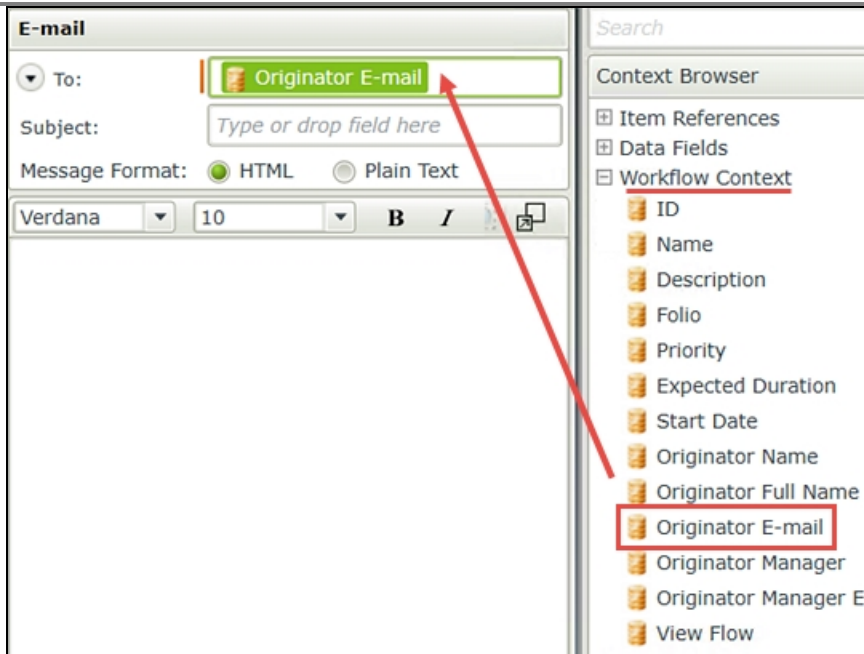 E-mail
To: Originator E-mail
Subject: Type or drop field here
Message Format: HTML Plain Text
Verdana 10 B I
Search
Context Browser
Item References
Data Fields
Workflow Context
ID
Name
Description
Folio
Priority
Expected Duration
Start Date
Originator Name
Originator Full Name
Originator E-mail
Originator Manager
Originator Manager E
View Flow